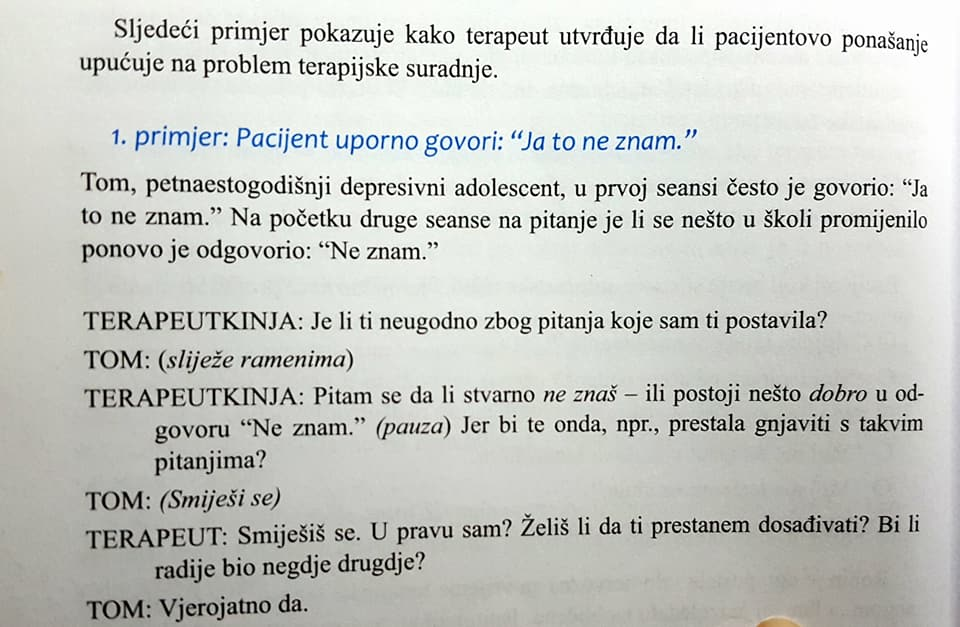 Sljedeći primjer pokazuje kako terapeut utvrđuje da li pacijentovo ponašanje
upućuje na problem terapijske suradnje.
1. primjer: Pacijent uporno govori: “Ja to ne znam.”
Tom, petnaestogodišnji depresivni adolescent, u prvoj seansi često je govorio: “Ja
to ne znam.” Na početku druge seanse na pitanje je li se nešto u školi promijenilo
ponovo je odgovorio: “Ne znam.”
TERAPEUTKINJA: Je li ti neugodno zbog pitanja koje sam ti postavila?
TOM: (sliježe ramenima)
TERAPEUTKINJA: Pitam se da li stvarno ne znaš – ili postoji nešto dobro u od-
govoru “Ne znam.” (pauza) Jer bi te onda, npr., prestala gnjaviti s takvim
pitanjima?
TOM: (Smiješi se)
TERAPEUT: Smiješiš se. U pravu sam? Želiš li da ti prestanem dosađivati? Bi li
radije bio negdje drugdje?
TOM: Vjerojatno da.